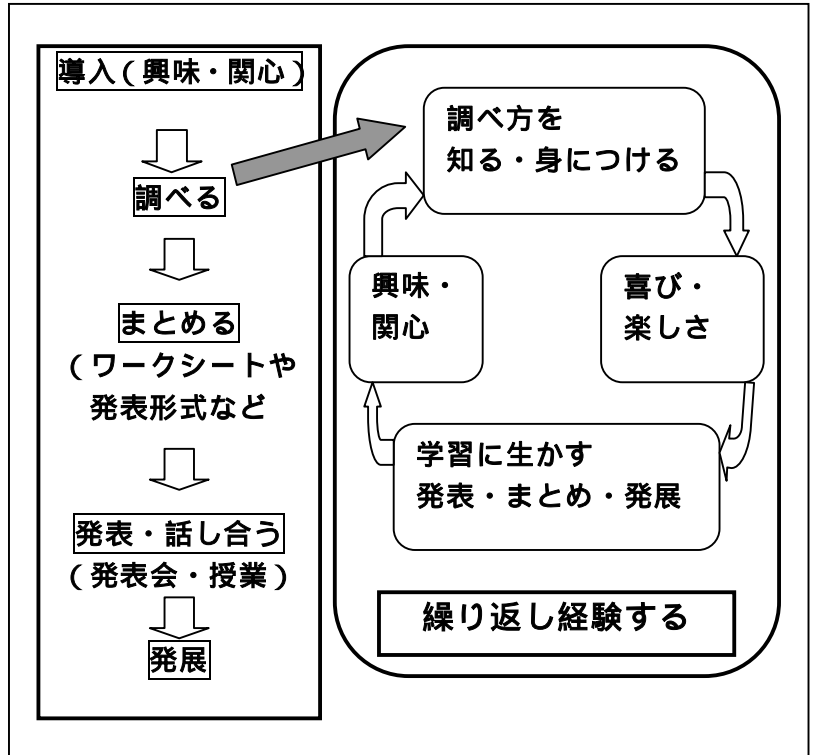 導入（興味・関心）
調べる
まとめる
（ワークシートや
発表形式など
発表・話し合う
（発表会・授業）
発展
調べ方を
知る・身につける
喜び・
楽しさ
学習に生かす
発表・まとめ・発展
興味・
関心
繰り返し経験する